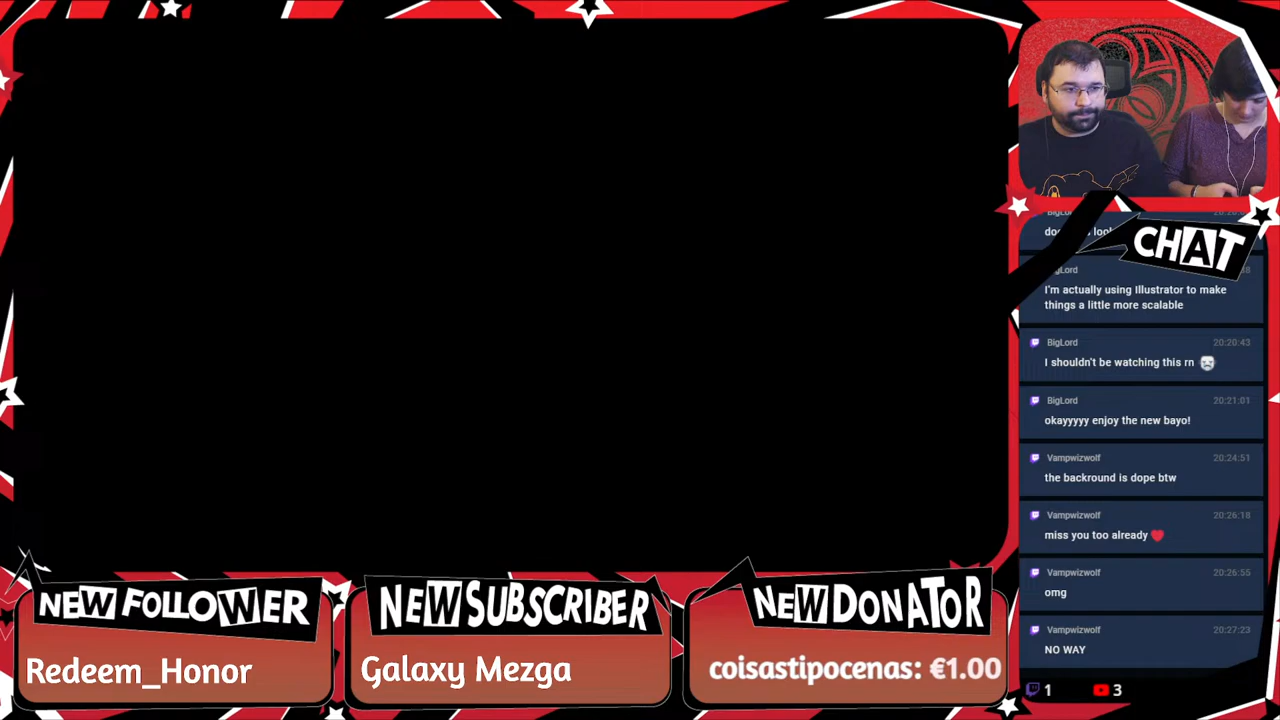 CHAT
BigLord
BigLord
I'm actually using Illustrator to make
things a little more scalable
BigLord 20:20:43
I shouldn't be watching this rn
BigLord 20:21:01
okayyyyy enjoy the new bayo!
Vampwizwolf 20:24:51
the backround is dope btw
Vampwizwolf 20:26:18
miss you too already
Vampwizwolf 20:26:55
omg
Vampwizwolf 20:27:23
NO WAY
1 3
NEW FOLLOWER
Redeem_Honor
NEW SUBSCRIBER
Galaxy Mezga
NEW DONATOR
coisastipocenas: €1.00